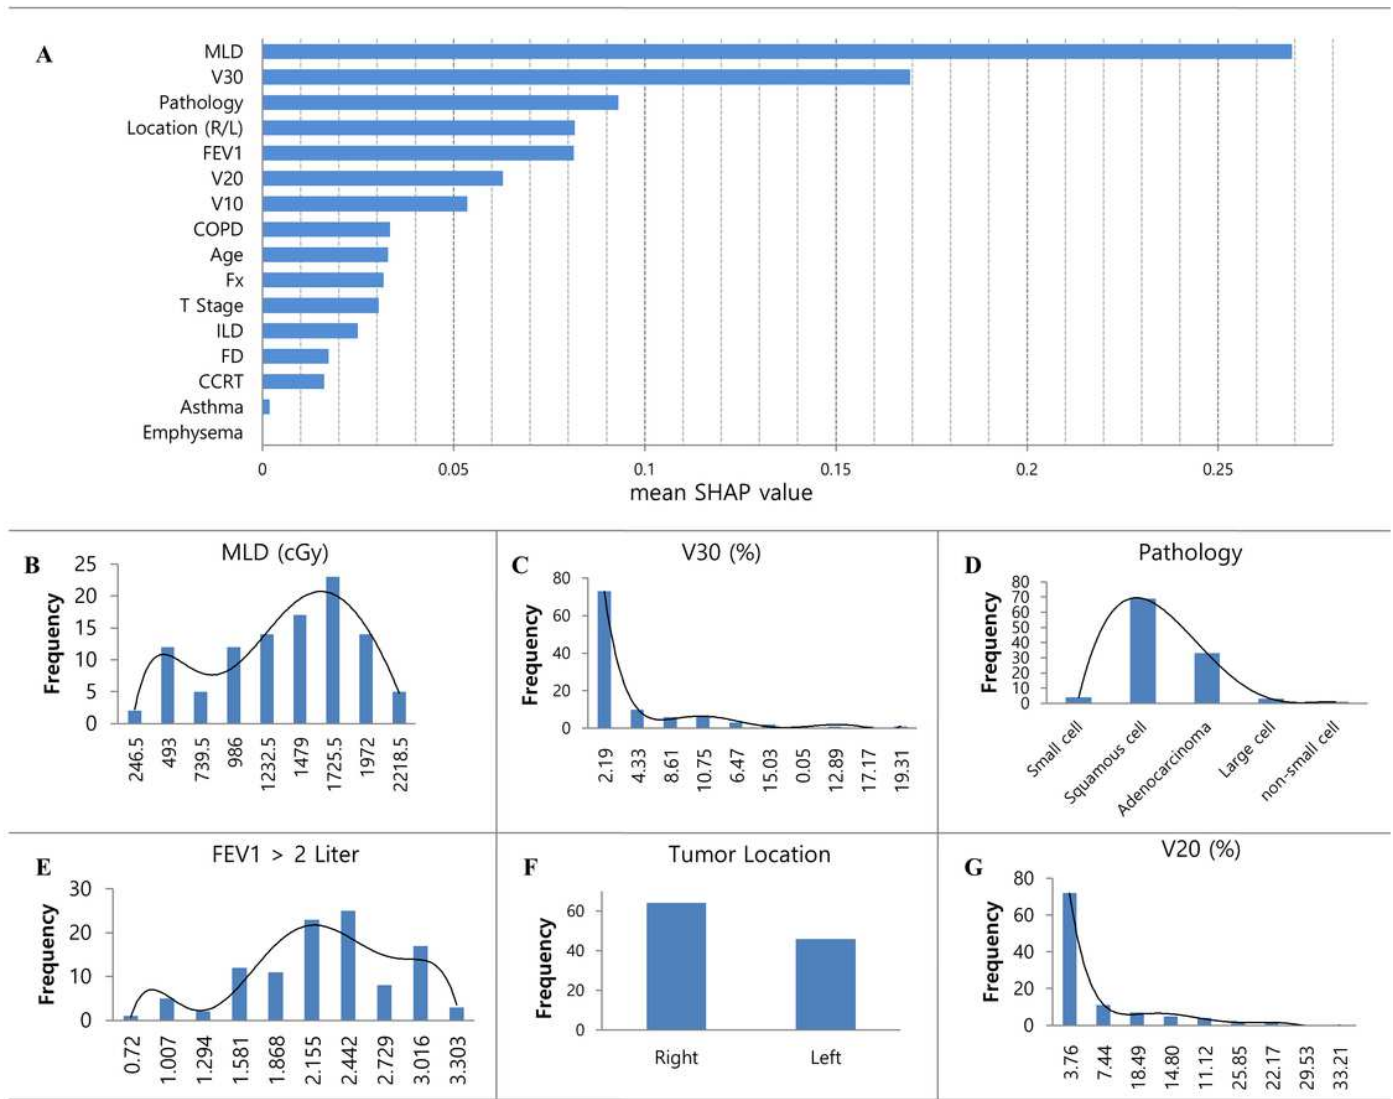 A
MLD
V30
Pathology
Location (R/L)
FEV1
V20
V10
COPD
Age
Fx
T Stage
ILD
FD
CCRT
Asthma
Emphysema
0 0.05 0.1 0.15 0.2 0.25
mean SHAP value
B
MLD (cGy)
Frequency
25
20
15
10
5
0
246.5 493 739.5 986 1232.5 1479 1725.5 1972 2218.5
C
V30 (%)
Frequency
80
60
40
20
0
2.19 4.33 8.61 10.75 6.47 15.03 0.05 12.89 17.17 19.31
D
Pathology
Frequency
80
70
60
50
40
30
20
10
0
Small cell Squamous cell Adenocarcinoma Large cell non-small cell
E
FEV1 > 2 Liter
Frequency
30
20
10
0
0.72 1.007 1.294 1.581 1.868 2.155 2.442 2.729 3.016 3.303
F
Tumor Location
Frequency
60
40
20
0
Right Left
G
V20 (%)
Frequency
80
60
40
20
0
3.76 7.44 18.49 14.80 11.12 25.85 22.17 29.53 33.21